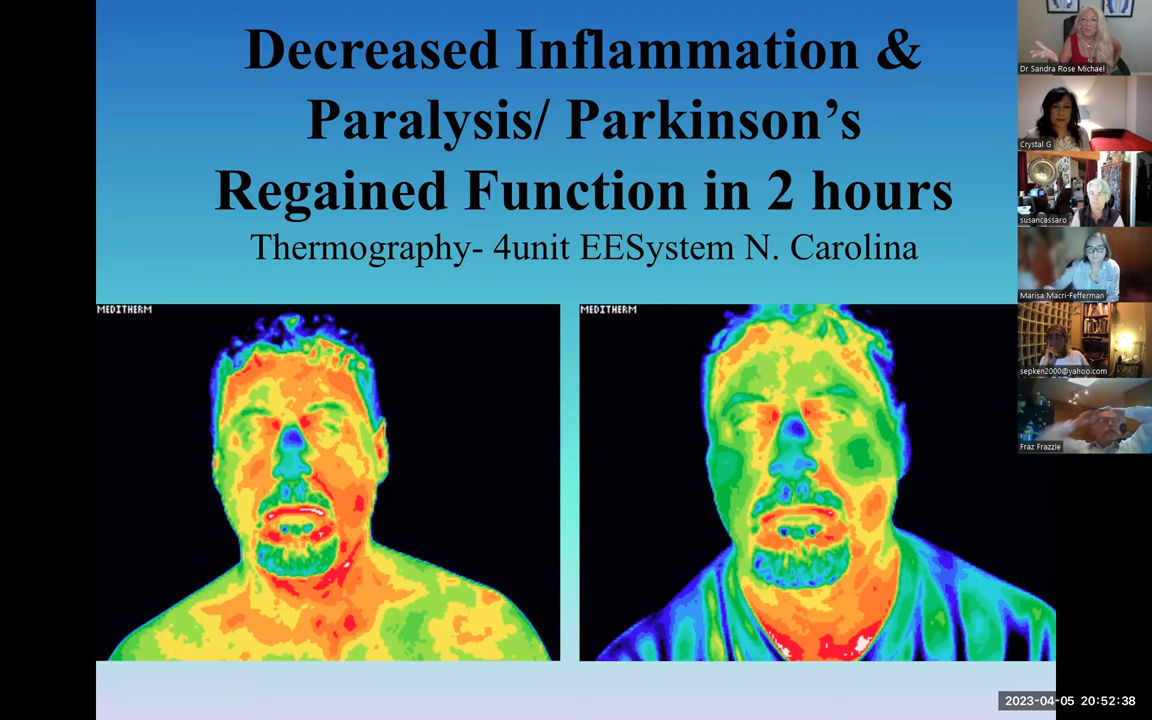 Decreased Inflammation &
Paralysis/ Parkinson’s
Regained Function in 2 hours
Thermography- 4unit EESystem N. Carolina
MEDITHERM
MEDITHERM
Dr Sandra Rose Michael
Crystal G
susancassaro
Marisa Macri-Fefferman
sepken2000@yahoo.com
Fraz Frazzle
2023-04-05 20:52:38